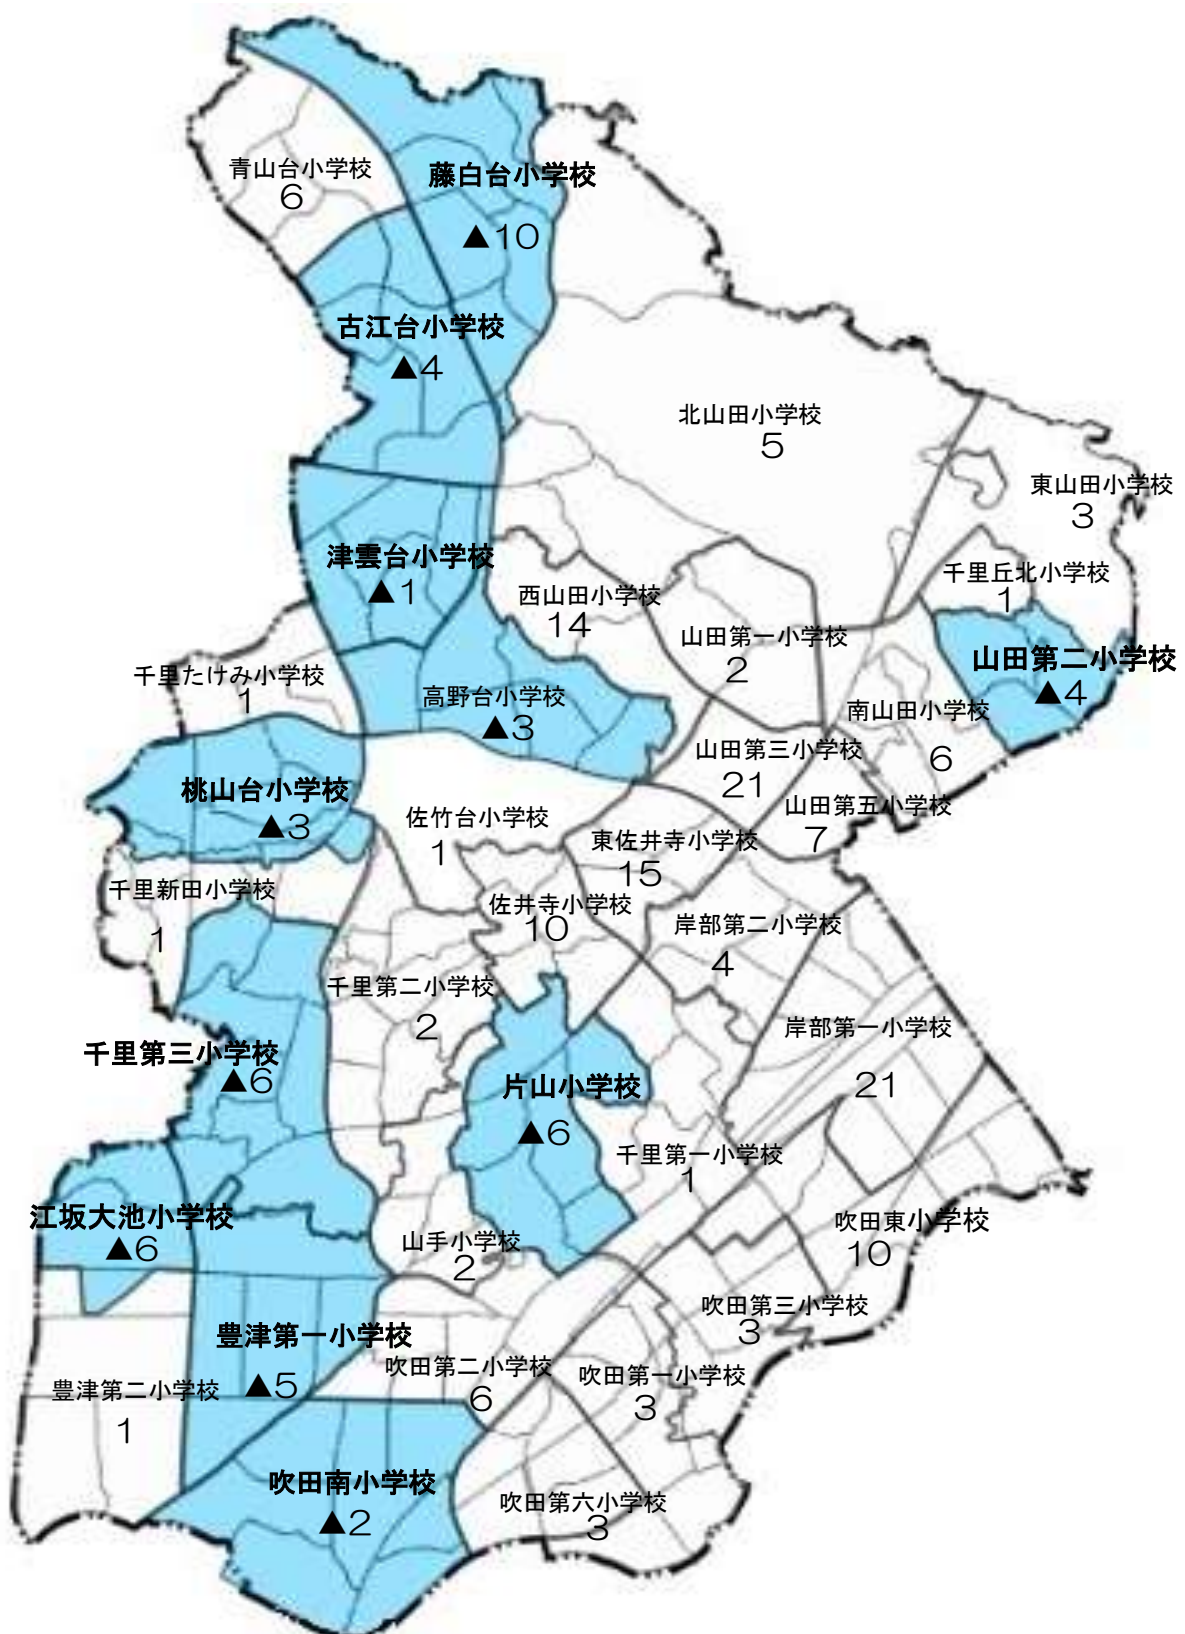 青山台小学校
6
藤白台小学校
▲10
古江台小学校
▲4
北山田小学校
5
東山田小学校
3
津雲台小学校
▲1
西山田小学校
14
千里丘北小学校
1
山田第一小学校
2
山田第二小学校
▲4
千里たけみ小学校
1
高野台小学校
▲3
南山田小学校
6
山田第三小学校
21
桃山台小学校
▲3
佐竹台小学校
1
山田第五小学校
7
東佐井寺小学校
15
千里新田小学校
1
佐井寺小学校
10
岸部第二小学校
4
千里第二小学校
2
岸部第一小学校
21
千里第三小学校
▲6
片山小学校
▲6
千里第一小学校
1
江坂大池小学校
▲6
山手小学校
2
吹田東小学校
10
吹田第三小学校
3
豊津第一小学校
▲5
吹田第二小学校
6
吹田第一小学校
3
豊津第二小学校
1
吹田南小学校
▲2
吹田第六小学校
3